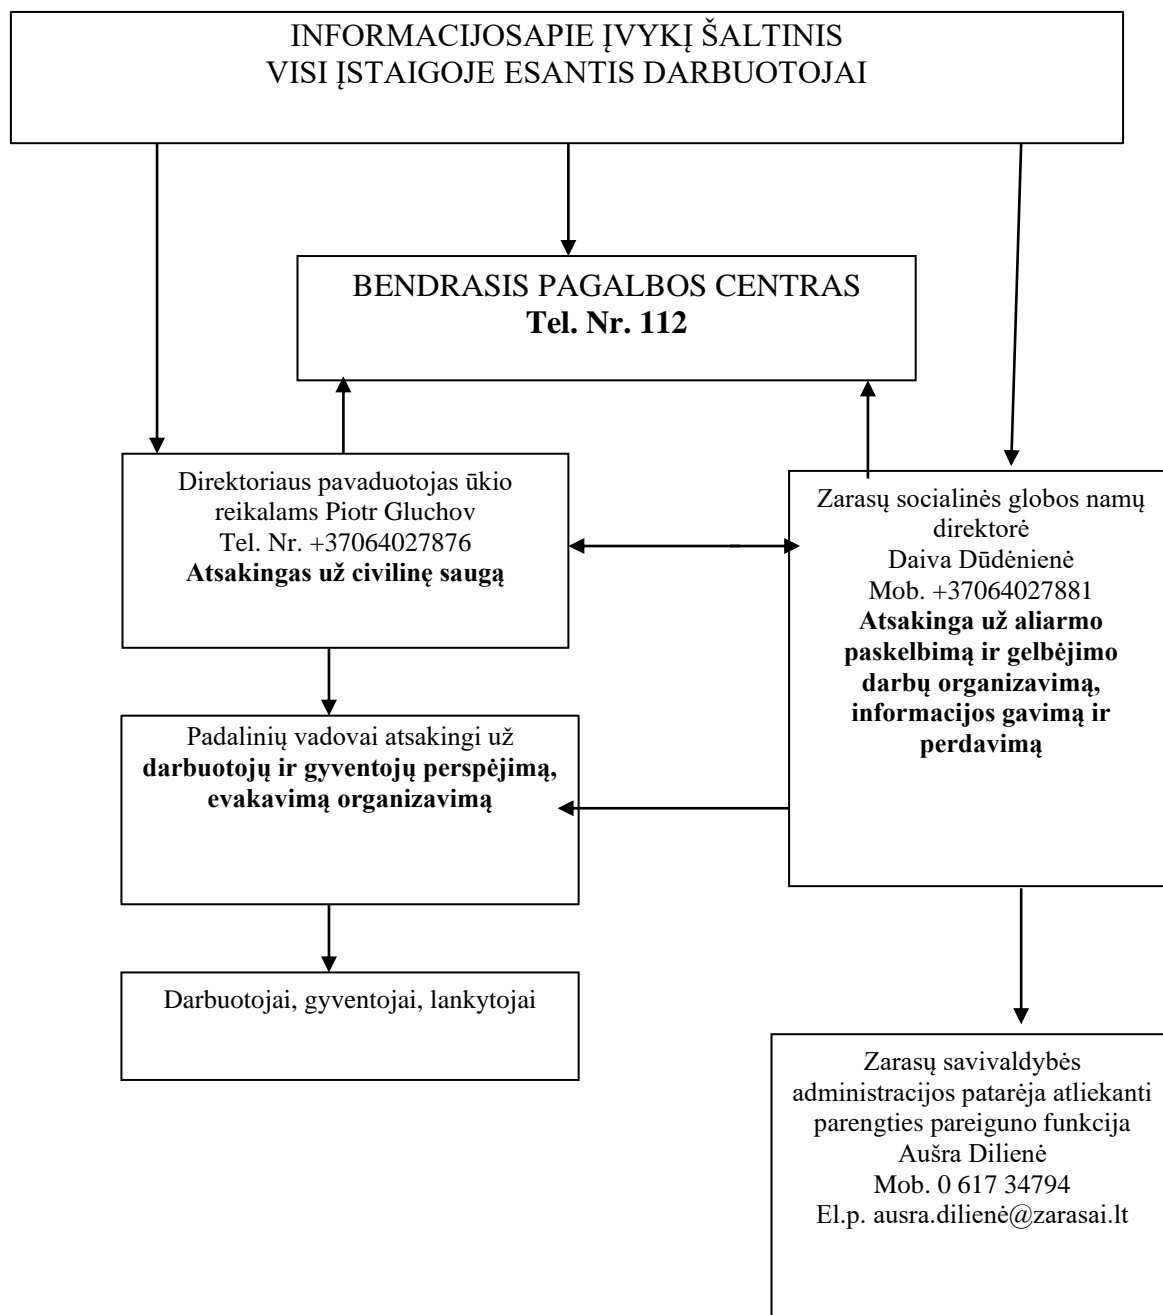 INFORMACIJOSAPIE ĮVYKĮ ŠALTINIS
VISI ĮSTAIGOJE ESANTIS DARBUOTOJAI
BENDRASIS PAGALBOS CENTRAS
Tel. Nr. 112
Direktoriaus pavaduotojas ūkio
reikalams Piotr Gluchov
Tel. Nr. +37064027876
Atsakingas už civilinę saugą
Zarasų socialinės globos namų
direktorė
Daiva Dūdėnienė
Mob. +37064027881
Atsakinga už aliarmo
paskelbimą ir gelbėjimo
darbų organizavimą,
informacijos gavimą ir
perdavimą
Padalinių vadovai atsakingi už
darbuotojų ir gyventojų perspėjimą,
evakavimą organizavimą
Darbuotojai, gyventojai, lankytojai
Zarasų savivaldybės
administracijos patarėja atliekanti
parengties pareiguno funkcija
Aušra Dilienė
Mob. 0 617 34794
El.p. ausra.dilienė@zarasai.lt